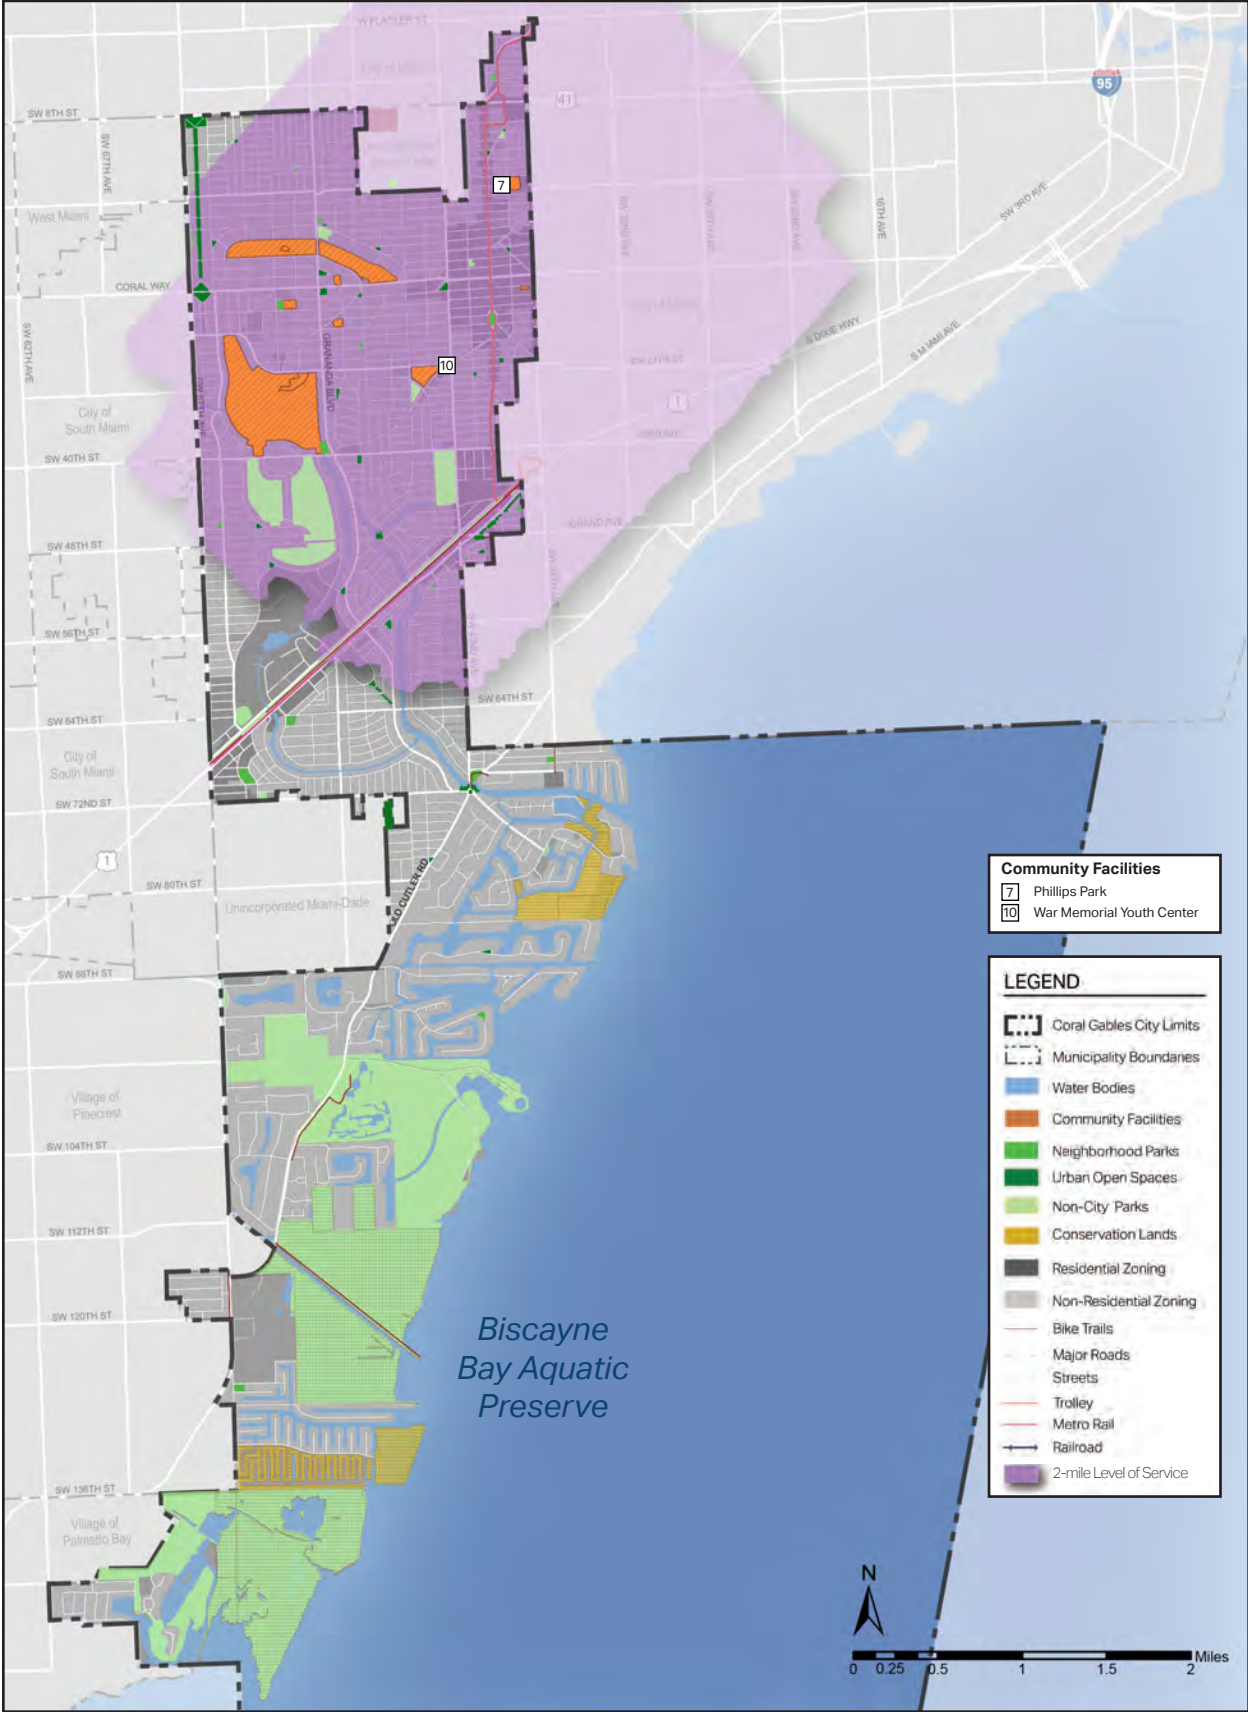 W FLAGLER ST
95
41
SW 8TH ST
SW 67TH AVE
7
West Miami
16TH AVE
SW 3RD AVE
CORAL WAY
SW 62TH AVE
GRANANDA BLVD
S DIXIE HWY
S MIAMI AVE
10
1
City of
South Miami
SW 40TH ST
GRAND AVE
SW 48TH ST
SW 56TH ST
SW 64TH ST
SW 64TH ST
City of
South Miami
SW 72ND ST
1
SW 80TH ST
OLD CUTLER RD
Unincorporated Miami-Dade
SW 88TH ST
Community Facilities
7 Phillips Park
10 War Memorial Youth Center
LEGEND
Coral Gables City Limits
Municipality Boundaries
Water Bodies
Community Facilities
Neighborhood Parks
Urban Open Spaces
Non-City Parks
Conservation Lands
Residential Zoning
Non-Residential Zoning
Bike Trails
Major Roads
Streets
Trolley
Metro Rail
Railroad
2-mile Level of Service
Village of
Pinecrest
SW 104TH ST
SW 112TH ST
SW 120TH ST
Biscayne
Bay Aquatic
Preserve
SW 136TH ST
Village of
Palmetto Bay
N
0 0.25 0.5 1 1.5 2 Miles